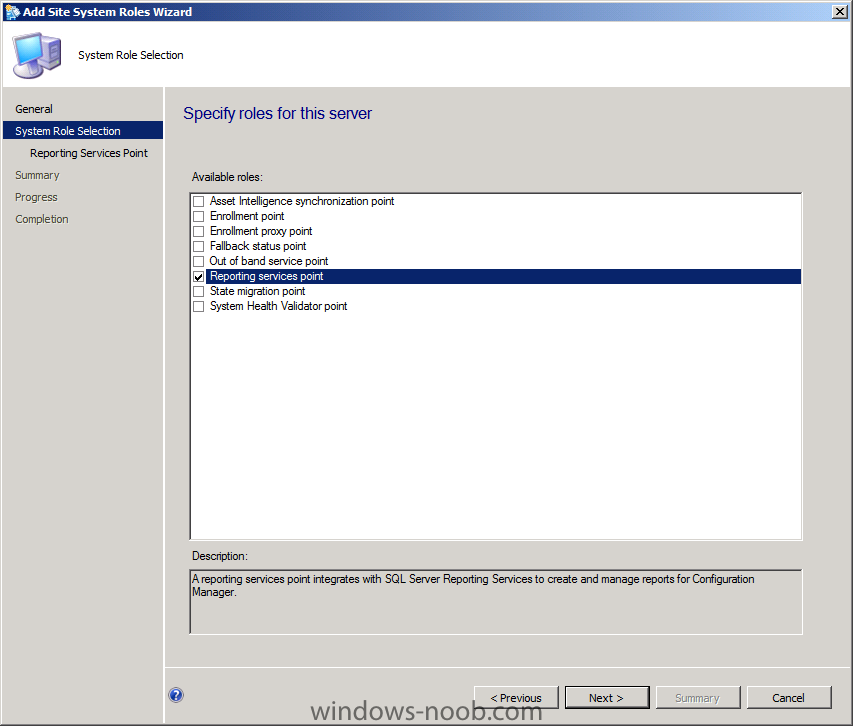 Add Site System Roles Wizard
System Role Selection
General
System Role Selection
Reporting Services Point
Summary
Progress
Completion
Specify roles for this server
Available roles:
Asset Intelligence synchronization point
Enrollment point
Enrollment proxy point
Fallback status point
Out of band service point
Reporting services point
State migration point
System Health Validator point
Description:
A reporting services point integrates with SQL Server Reporting Services to create and manage reports for Configuration
Manager.
?
< Previous
Next >
Summary
Cancel
windows-noob.com